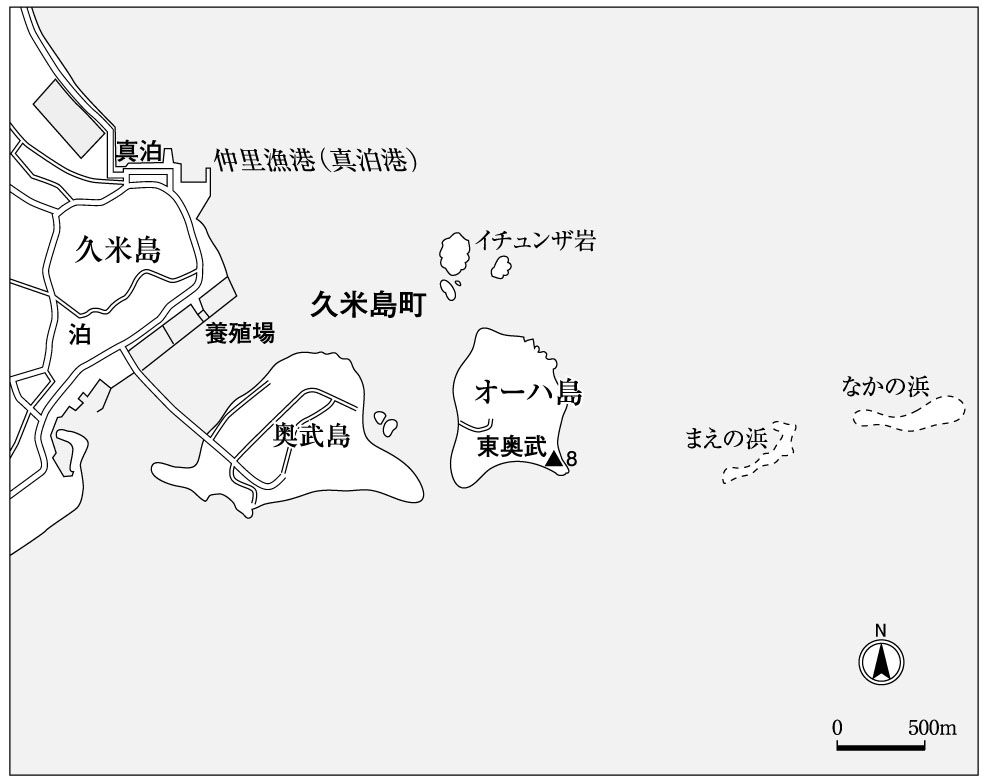 真泊
仲里漁港(真泊港)
久米島
イチュンザ岩
久米島町
泊
養殖場
オーハ島
なかの浜
奥武島
東奥武
8
まえの浜
N
0 500m